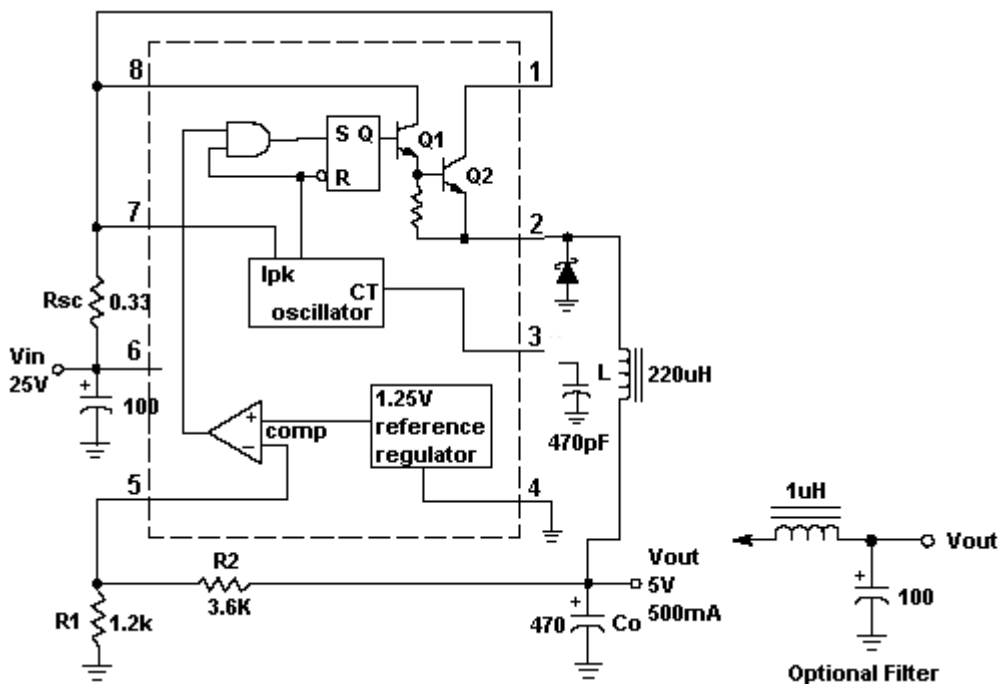 8
1
S Q
R
Q1
Q2
7
2
Ipk
CT
oscillator
Rsc
0.33
3
Vin
25V
6
+
100
L
220uH
1.25V
reference
regulator
+
−
comp
470pF
5
4
1uH
Vout
R2
3.6K
Vout
5V
500mA
R1
1.2k
+
470
Co
+
100
Optional Filter